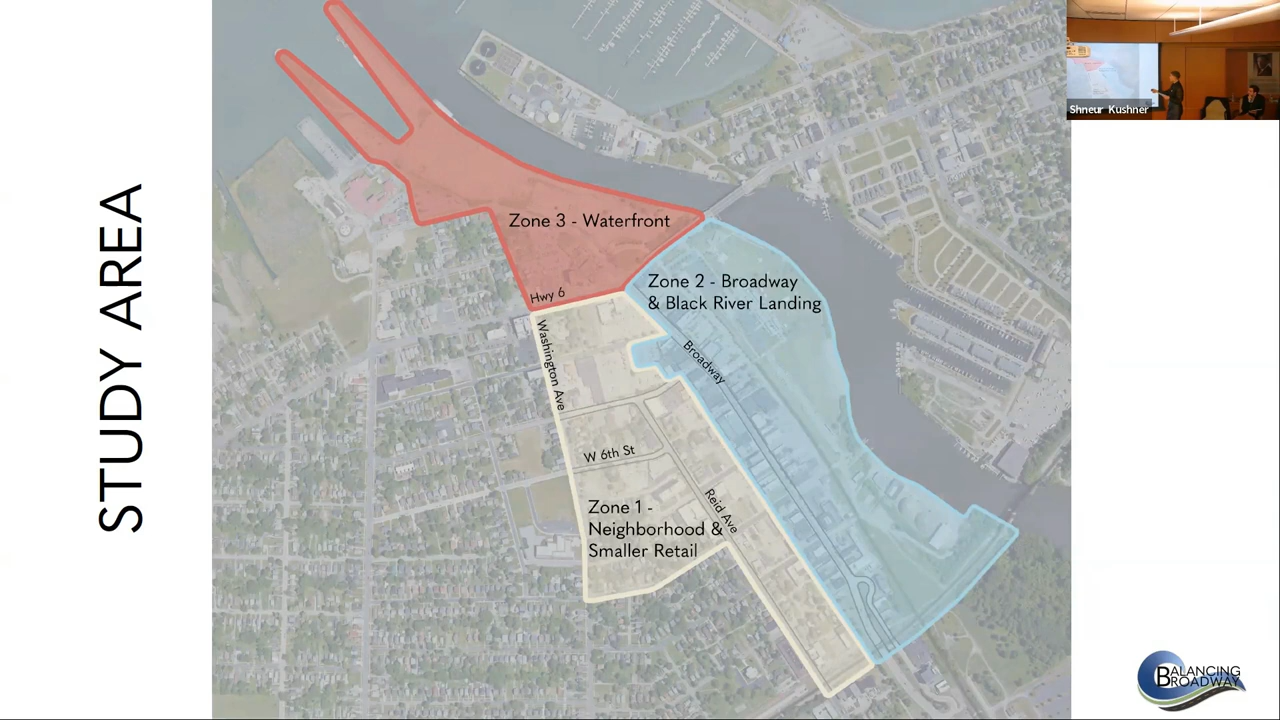 STUDY AREA
Zone 3 - Waterfront
Zone 2 - Broadway
& Black River Landing
Hwy 6
Washington Ave
Broadway
W 6th St
Reid Ave
Zone 1 -
Neighborhood &
Smaller Retail
Shneur Kushner
BALANCING
BROADWAY